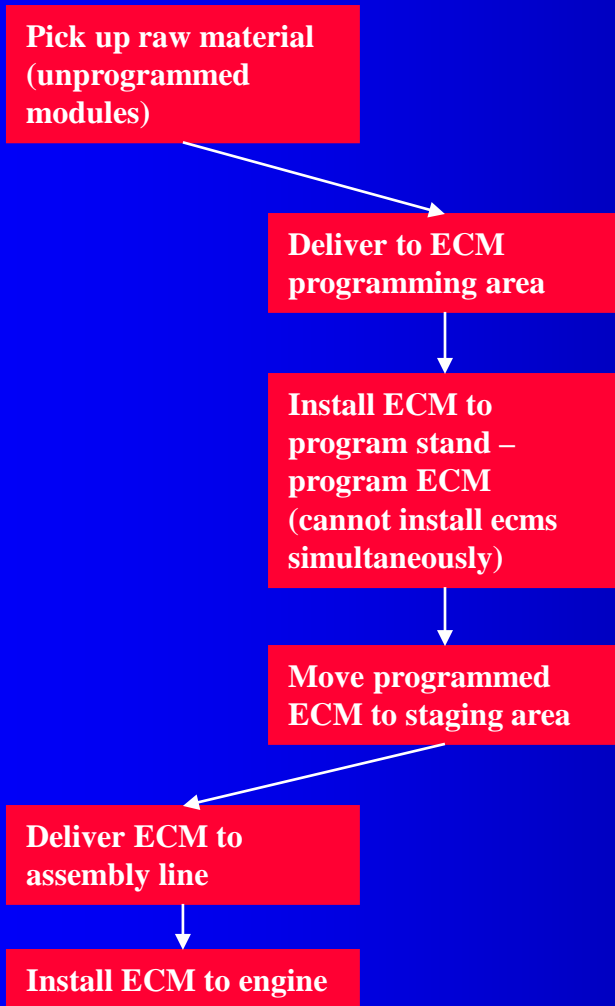 Pick up raw material
(unprogrammed
modules)
Deliver to ECM
programming area
Install ECM to
program stand –
program ECM
(cannot install ecms
simultaneously)
Move programmed
ECM to staging area
Deliver ECM to
assembly line
Install ECM to engine